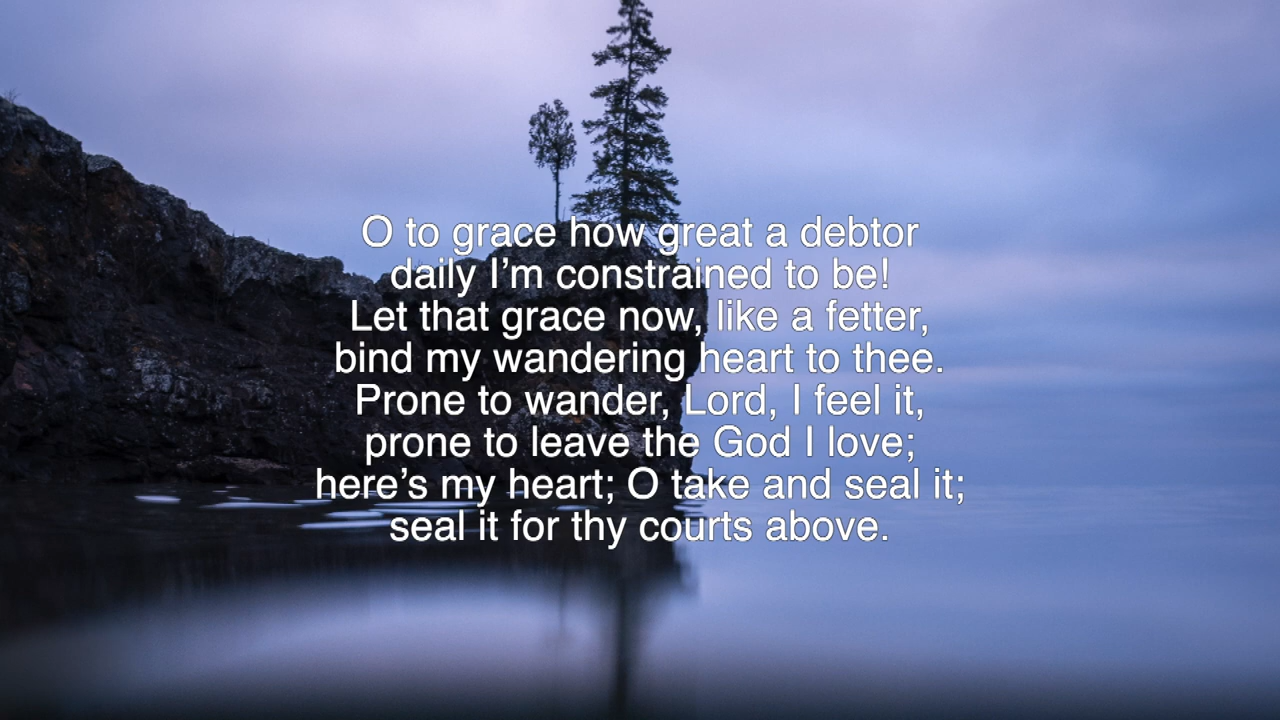 O to grace how great a debtor
daily I’m constrained to be!
Let that grace now, like a fetter,
bind my wandering heart to thee.
Prone to wander, Lord, I feel it,
prone to leave the God I love;
here’s my heart; O take and seal it;
seal it for thy courts above.